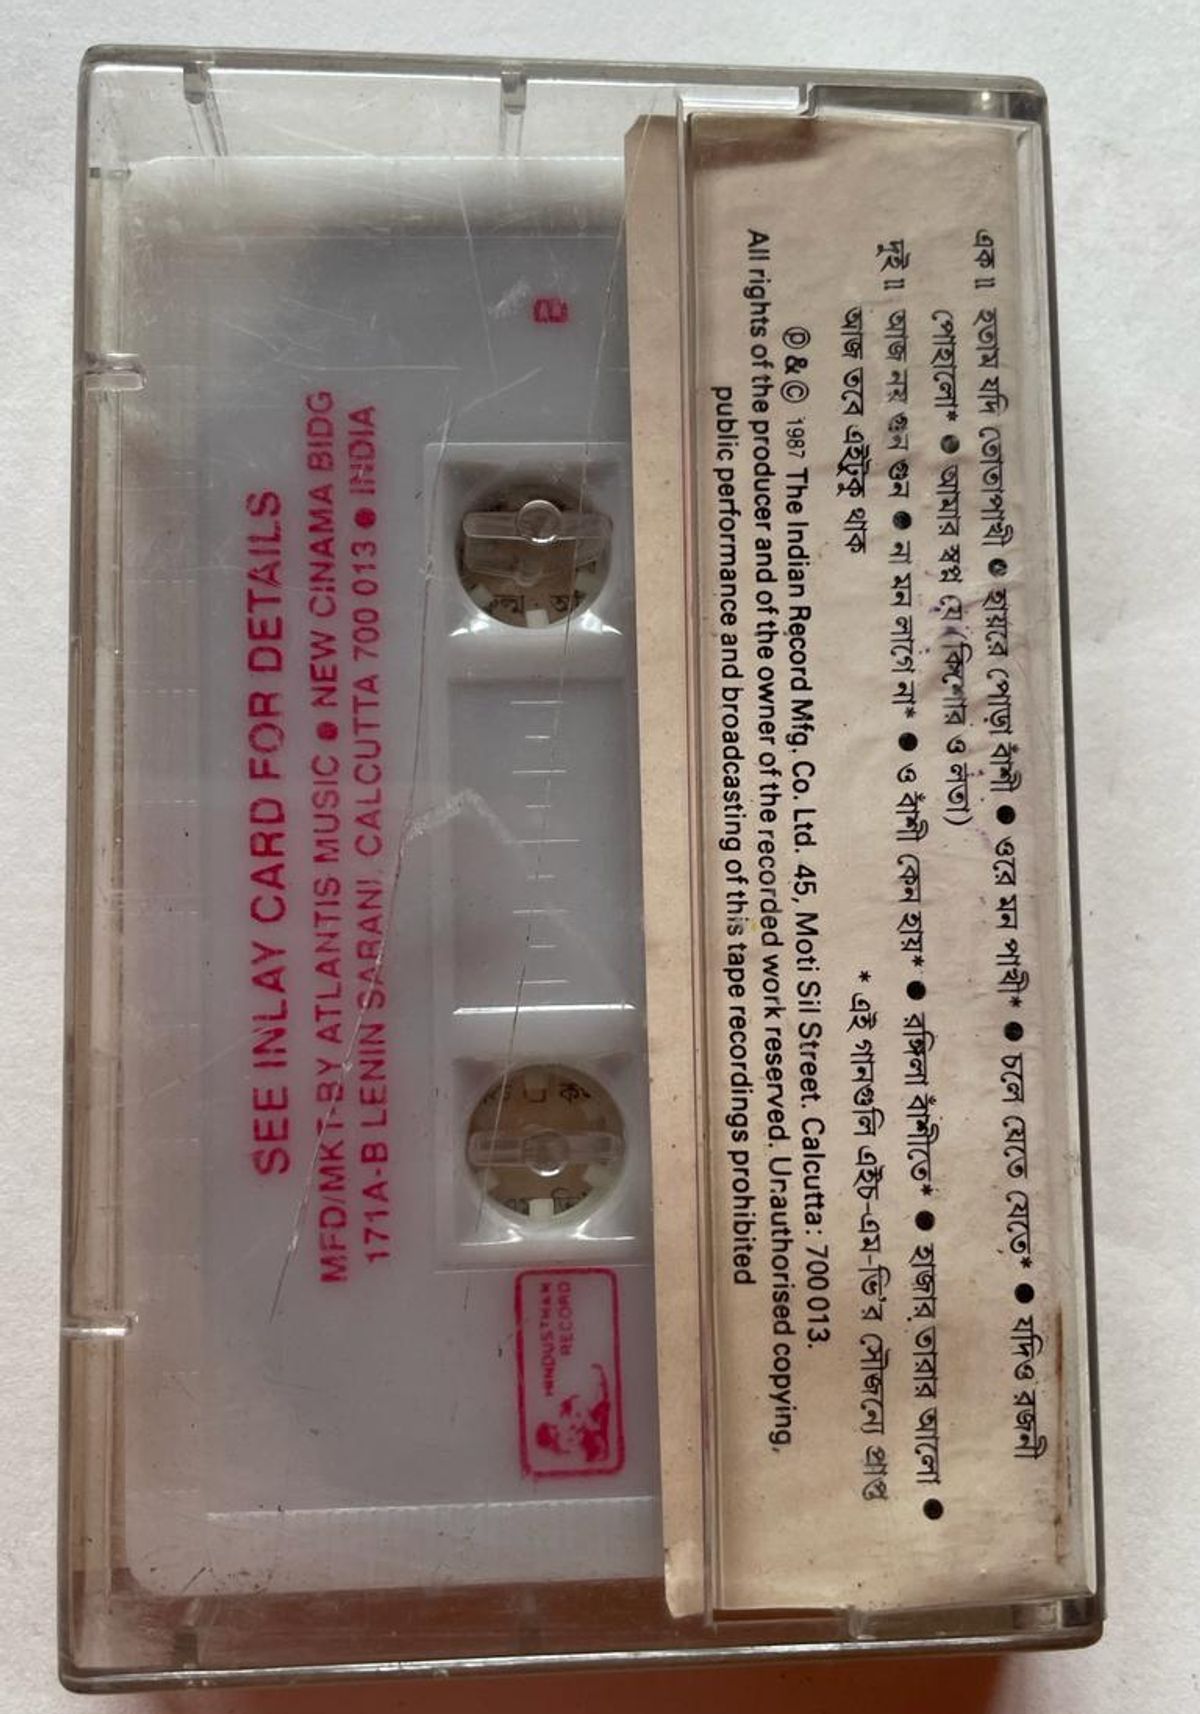 এক॥ হতাম যদি তোতাপাখী ● হায়রে পোড়া বাঁশী ● ওরে মন পাখী* ● চলে যেতে যেতে* ● যদিও রজনী
পোহালো* ● আমার স্বপ্ন যে (কিশোর ও লতা)
দুই॥ আজ নয় গুন গুন ● না মন লাগে না* ● ও বাঁশী কেন হায়* ● রঙ্গিলা বাঁশীতে* ● হাজার তারার আলো ●
আজ তবে এইটুকু থাক
* এই গানগুলি এইচ-এম-ভি'র সৌজন্যে প্রাপ্ত
Ⓟ & © 1987 The Indian Record Mfg. Co. Ltd. 45, Moti Sil Street. Calcutta: 700 013.
All rights of the producer and of the owner of the recorded work reserved. Unauthorised copying,
public performance and broadcasting of this tape recordings prohibited
SEE INLAY CARD FOR DETAILS
MFD/MKT BY ATLANTIS MUSIC ● NEW CINAMA BIDG
171A-B LENIN SARANI, CALCUTTA 700 013 ● INDIA
HINDUSTHAN
RECORD